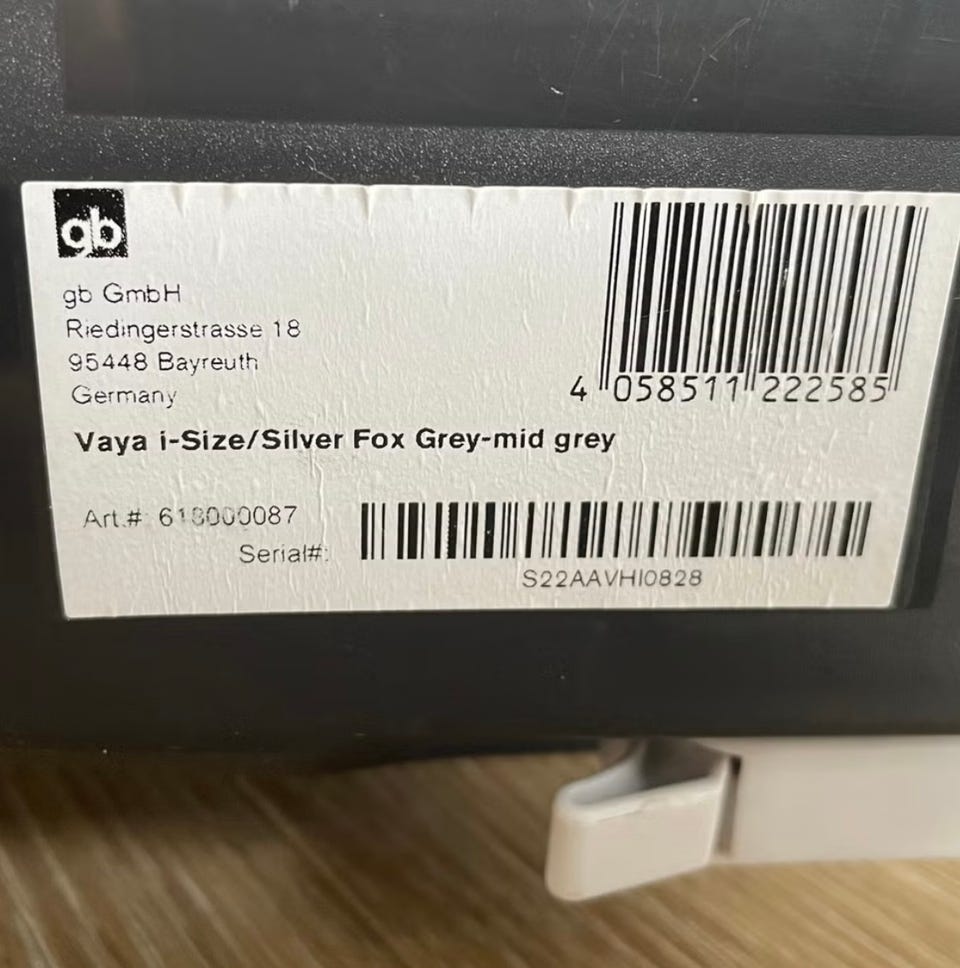 gb
gb GmbH
Riedingerstrasse 18
95448 Bayreuth
Germany
4 058511 222585
Vaya i-Size/Silver Fox Grey-mid grey
Art.# 618000087
Serial#:
S22AAVHI0828